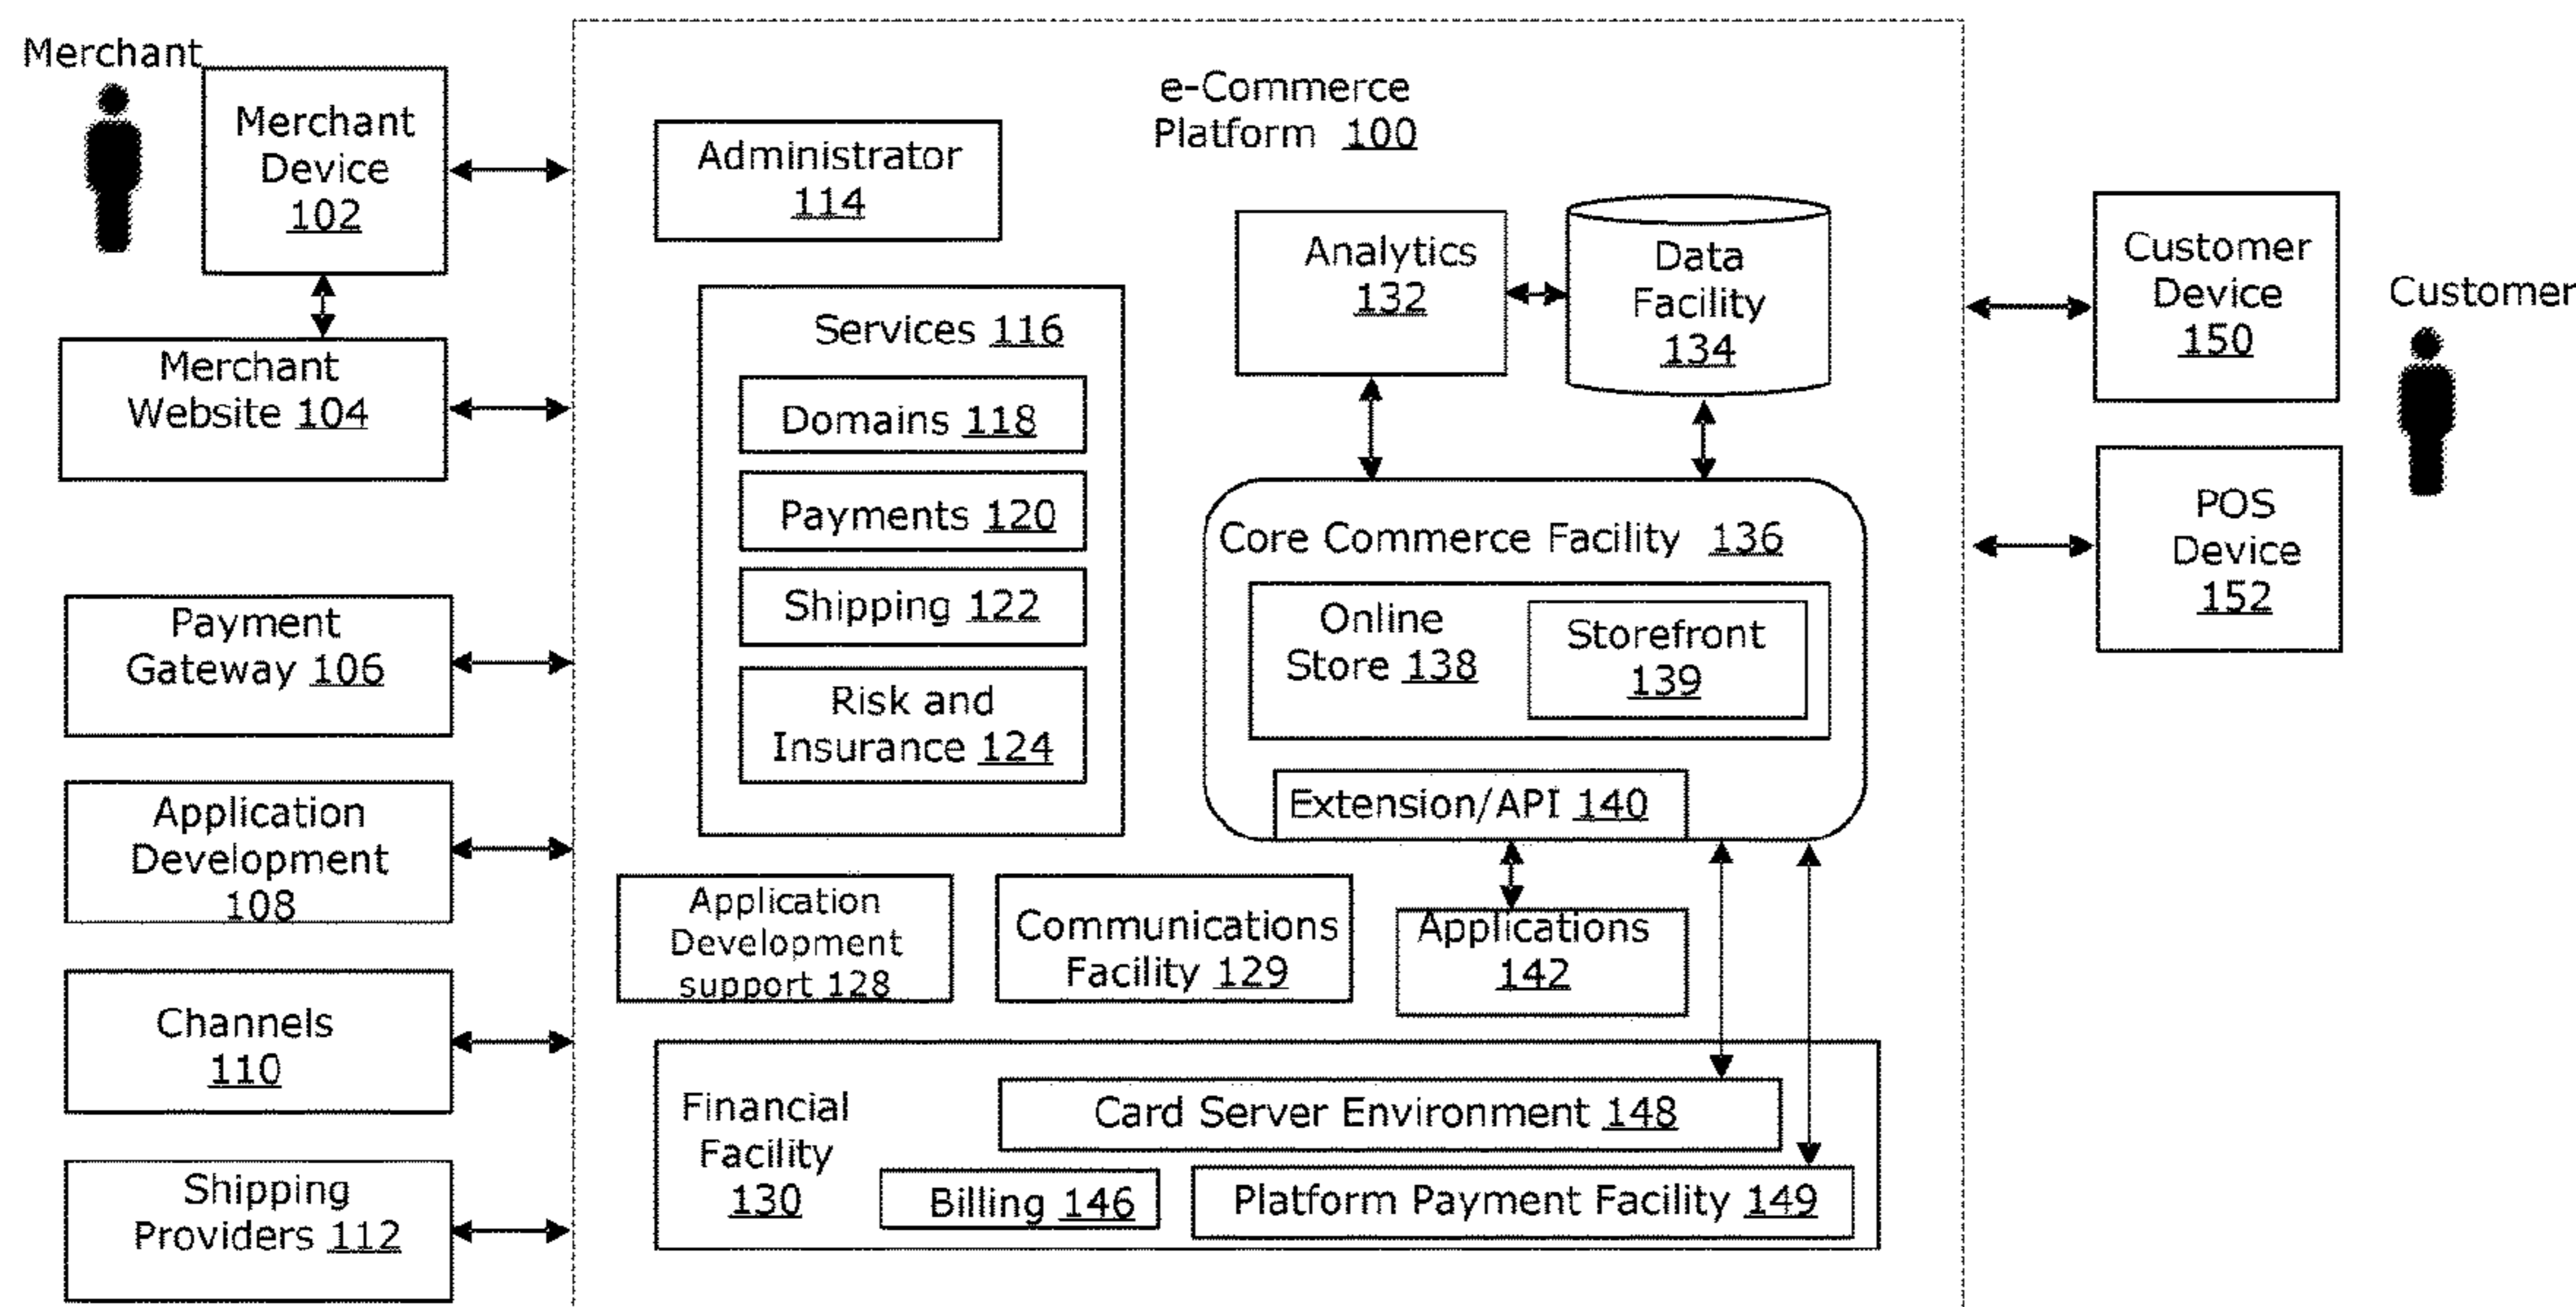 Merchant
Merchant
Device
102
Merchant
Website 104
Payment
Gateway 106
Application
Development
108
Channels
110
Shipping
Providers 112
e-Commerce
Platform 100
Administrator
114
Services 116
Domains 118
Payments 120
Shipping 122
Risk and
Insurance 124
Analytics
132
Data
Facility
134
Core Commerce Facility 136
Online
Store 138
Storefront
139
Extension/API 140
Application
Development
support 128
Communications
Facility 129
Applications
142
Financial
Facility
130
Card Server Environment 148
Billing 146
Platform Payment Facility 149
Customer
Device
150
Customer
POS
Device
152